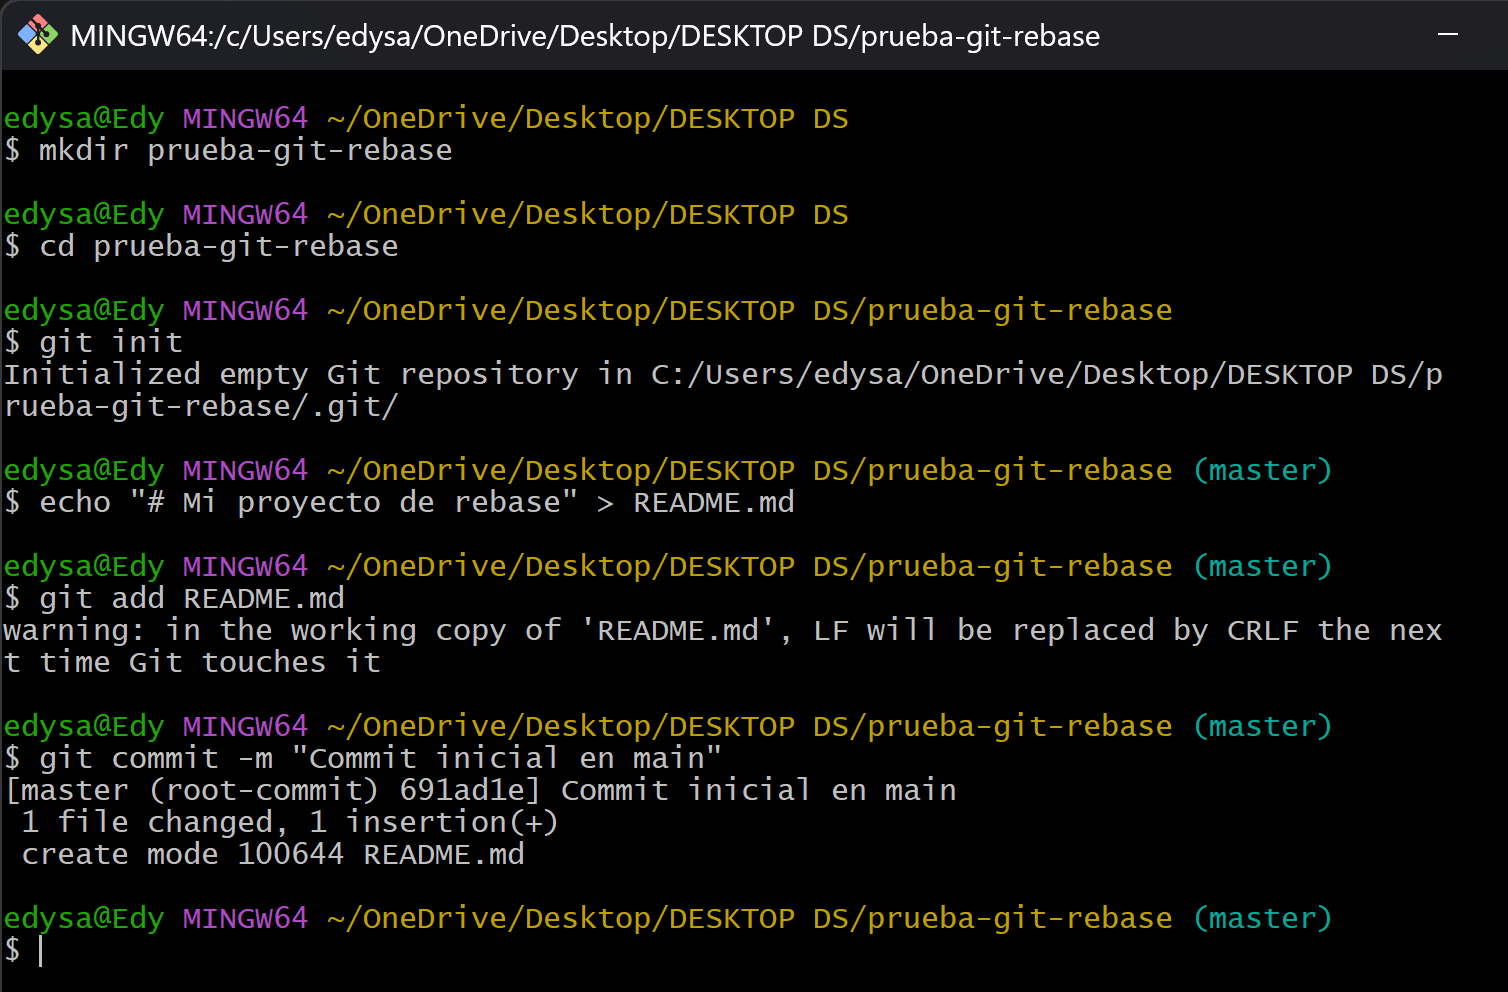 MINGW64:/c/Users/edysa/OneDrive/Desktop/DESKTOP DS/prueba-git-rebase
edysa@Edy MINGW64 ~/OneDrive/Desktop/DESKTOP DS
$ mkdir prueba-git-rebase
edysa@Edy MINGW64 ~/OneDrive/Desktop/DESKTOP DS
$ cd prueba-git-rebase
edysa@Edy MINGW64 ~/OneDrive/Desktop/DESKTOP DS/prueba-git-rebase
$ git init
Initialized empty Git repository in C:/Users/edysa/OneDrive/Desktop/DESKTOP DS/p
rueba-git-rebase/.git/
edysa@Edy MINGW64 ~/OneDrive/Desktop/DESKTOP DS/prueba-git-rebase (master)
$ echo "# Mi proyecto de rebase" > README.md
edysa@Edy MINGW64 ~/OneDrive/Desktop/DESKTOP DS/prueba-git-rebase (master)
$ git add README.md
warning: in the working copy of 'README.md', LF will be replaced by CRLF the nex
t time Git touches it
edysa@Edy MINGW64 ~/OneDrive/Desktop/DESKTOP DS/prueba-git-rebase (master)
$ git commit -m "Commit inicial en main"
[master (root-commit) 691ad1e] Commit inicial en main
 1 file changed, 1 insertion(+)
 create mode 100644 README.md
edysa@Edy MINGW64 ~/OneDrive/Desktop/DESKTOP DS/prueba-git-rebase (master)
$